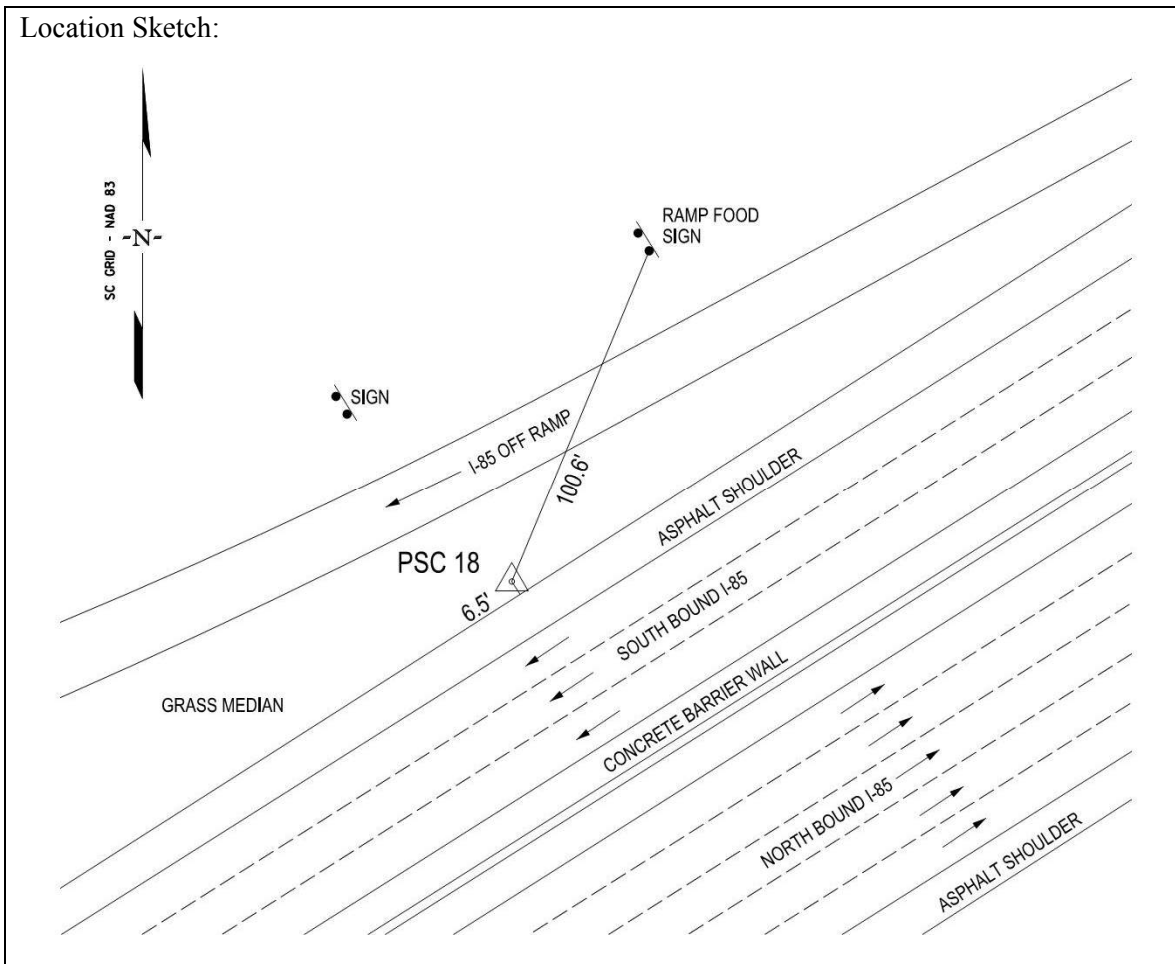 Location Sketch:
SC GRID - NAD 83
-N-
RAMP FOOD
SIGN
SIGN
I-85 OFF RAMP
100.6'
ASPHALT SHOULDER
PSC 18
6.5'
SOUTH BOUND I-85
GRASS MEDIAN
CONCRETE BARRIER WALL
NORTH BOUND I-85
ASPHALT SHOULDER